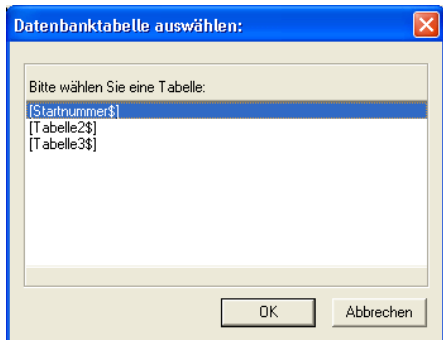 Datenbanktabelle auswählen:
Bitte wählen Sie eine Tabelle:
[Startnummer$]
[Tabelle2$]
[Tabelle3$]
OK
Abbrechen